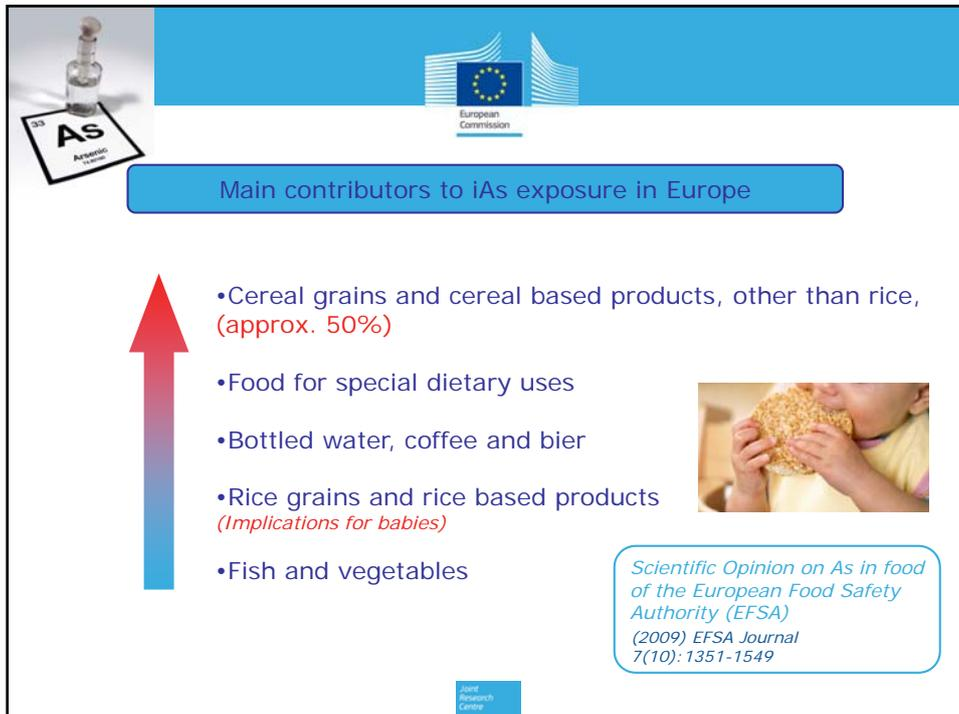 33
As
Arsenic
European
Commission
Main contributors to iAs exposure in Europe
•Cereal grains and cereal based products, other than rice,
(approx. 50%)
•Food for special dietary uses
•Bottled water, coffee and bier
•Rice grains and rice based products
(Implications for babies)
•Fish and vegetables
Scientific Opinion on As in food
of the European Food Safety
Authority (EFSA)
(2009) EFSA Journal
7(10):1351-1549
Joint
Research
Centre